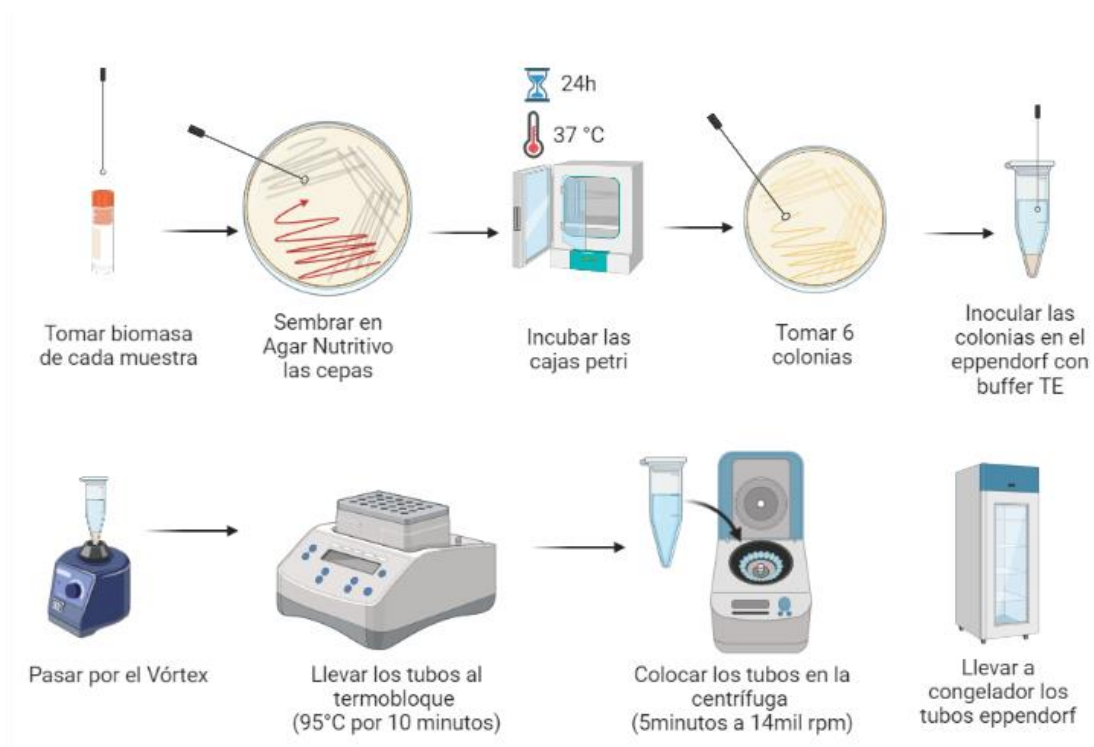 24h
37 °C
Tomar biomasa
de cada muestra
Sembrar en
Agar Nutritivo
las cepas
Incubar las
cajas petri
Tomar 6
colonias
Inocular las
colonias en el
eppendorf con
buffer TE
Pasar por el Vórtex
Llevar los tubos al
termobloque
(95°C por 10 minutos)
Colocar los tubos en la
centrífuga
(5minutos a 14mil rpm)
Llevar a
congelador los
tubos eppendorf